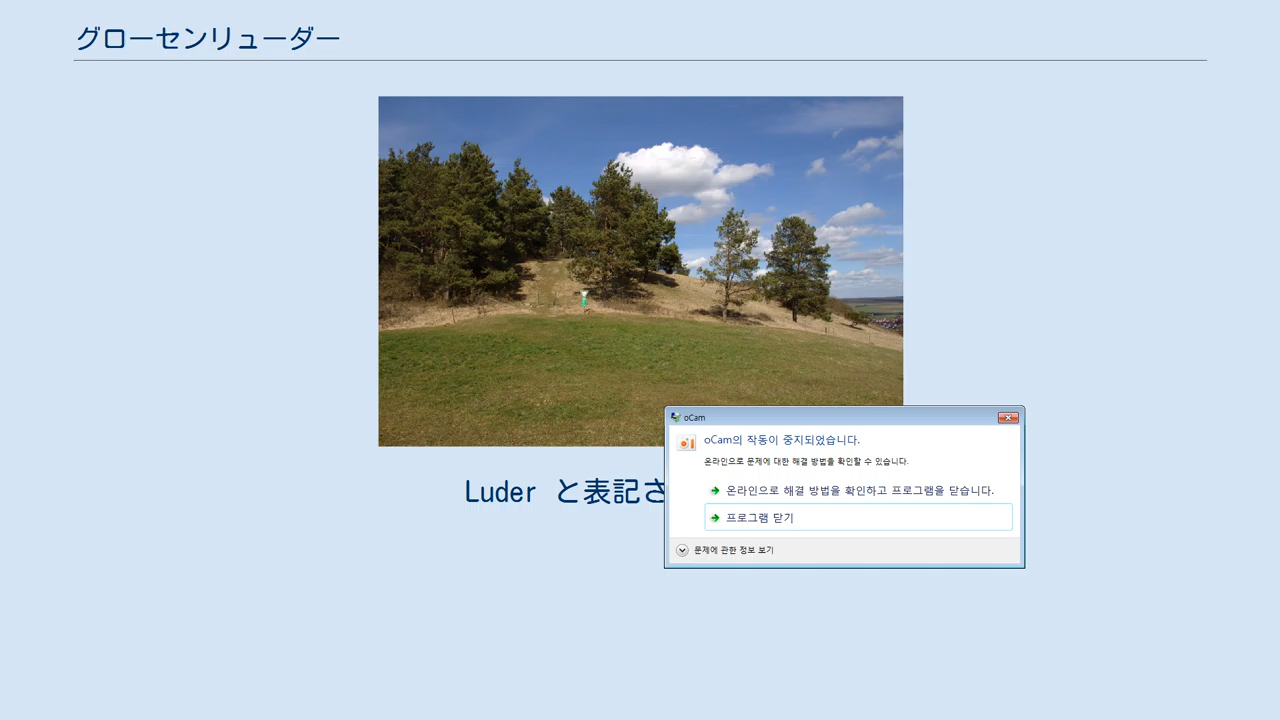 グローセンリューダー
Luder と表記さ
oCam
oCam의 작동이 중지되었습니다.
온라인으로 문제에 대한 해결 방법을 확인할 수 있습니다.
온라인으로 해결 방법을 확인하고 프로그램을 닫습니다.
프로그램 닫기
문제에 관한 정보 보기